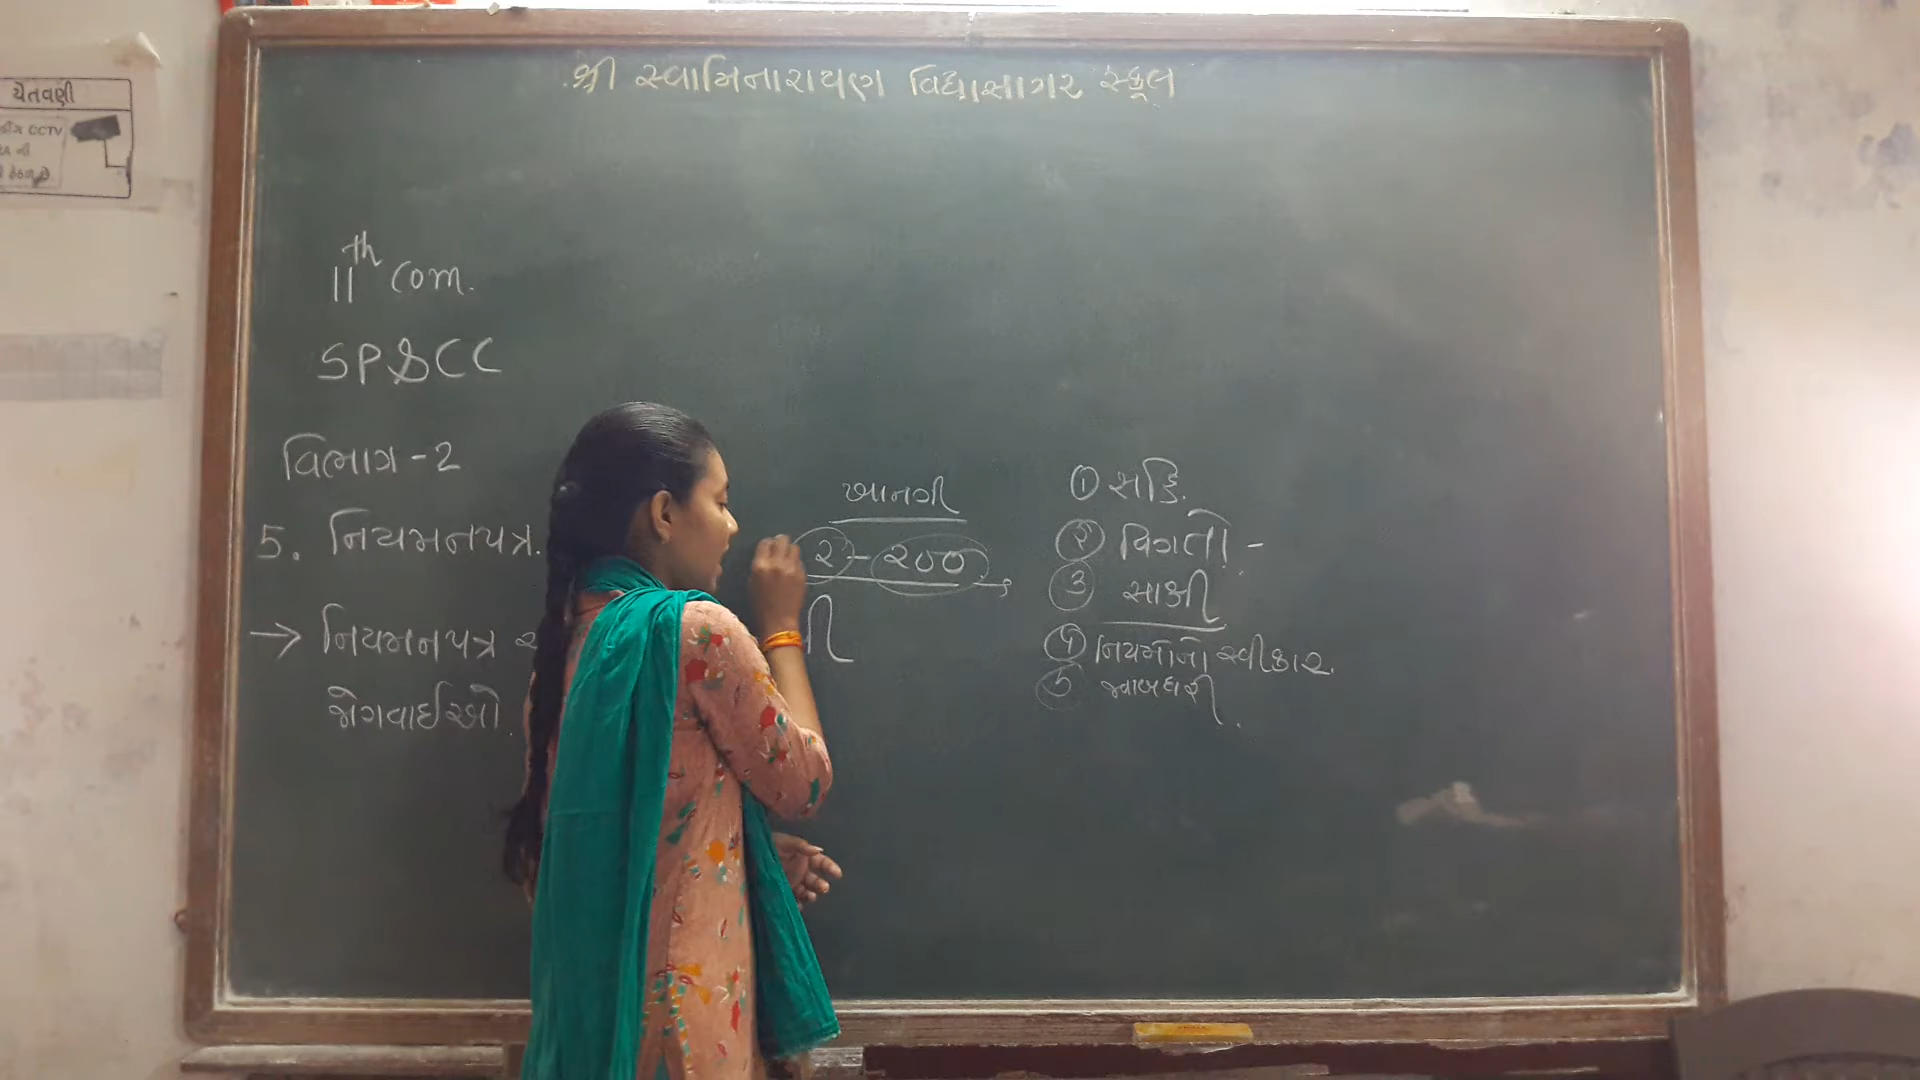 શ્રી સ્વામિનારાયણ વિદ્યાસાગર સ્કૂલ
ચેતવણી
CCTV
ની
11th com.
SP&CC
વિભાગ - 2
5. નિયમનપત્ર.
→ નિયમનપત્ર
જોગવાઈઓ
ખાનગી
૨ - ૨૦૦
① સહિ.
② વિગતો -
③ સાક્ષી
④ નિયમોનો સ્વીકાર.
⑤ જવાબદારી.